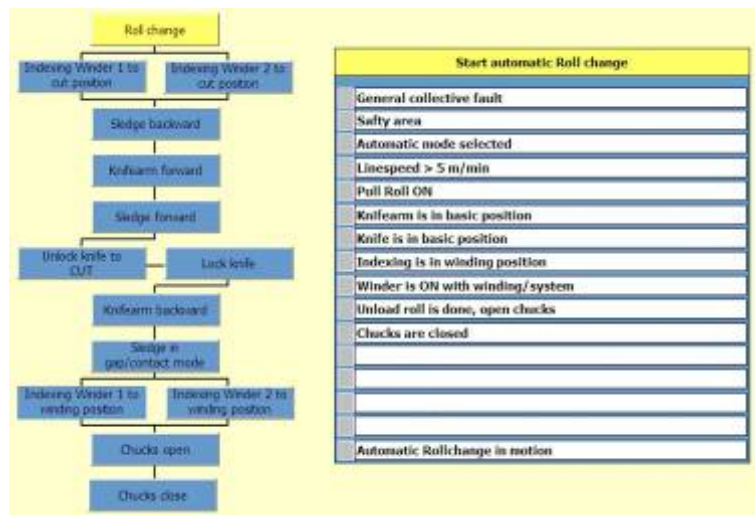 Roll change
Indexing Winder 1 to
cut position
Indexing Winder 2 to
cut position
Sledge backward
Knifearm forward
Sledge forward
Unlock knife to
CUT
Lock knife
Knifearm backward
Sledge in
gap/contact mode
Indexing Winder 1 to
winding position
Indexing Winder 2 to
winding position
Chucks open
Chucks close
Start automatic Roll change
General collective fault
Safty area
Automatic mode selected
Linespeed > 5 m/min
Pull Roll ON
Knifearm is in basic position
Knife is in basic position
Indexing is in winding position
Winder is ON with winding/system
Unload roll is done, open chucks
Chucks are closed
Automatic Rollchange in motion